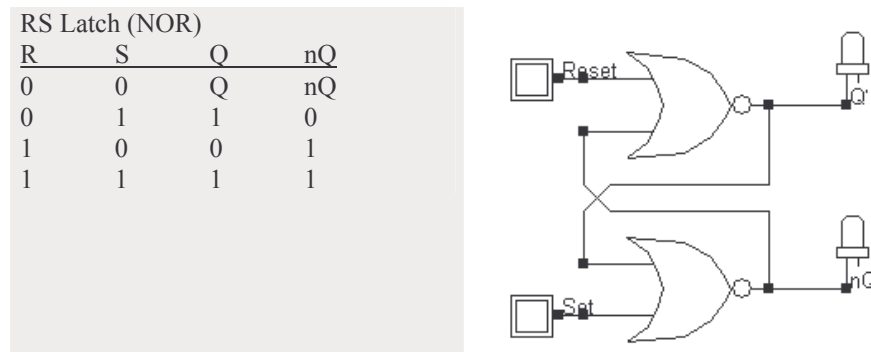 RS Latch (NOR)
R S Q nQ
0 0 Q nQ
0 1 1 0
1 0 0 1
1 1 1 1
Reset
Q'
Set
nQ